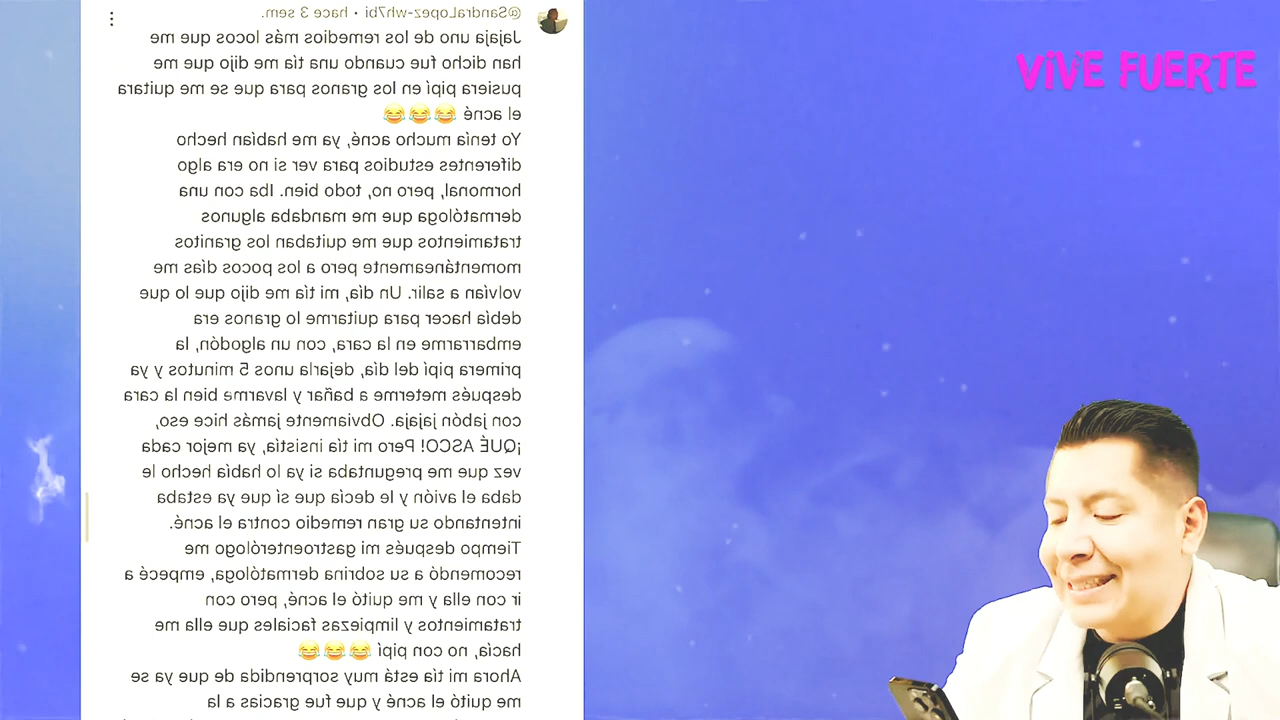 @SandraLopez-wh7bi • hace 3 sem.
Jajaja uno de los remedios más locos que me
han dicho fue cuando una tía me dijo que me
pusiera pipí en los granos para que se me quitara
el acné 😂😂😂
Yo tenía mucho acné, ya me habían hecho
diferentes estudios para ver si no era algo
hormonal, pero no, todo bien. Iba con una
dermatóloga que me mandaba algunos
tratamientos que me quitaban los granitos
momentáneamente pero a los pocos días me
volvían a salir. Un día, mi tía me dijo que lo que
debía hacer para quitarme lo granos era
embarrarme en la cara, con un algodón, la
primera pipí del día, dejarla unos 5 minutos y ya
después meterme a bañar y lavarme bien la cara
con jabón jajaja. Obviamente jamás hice eso,
¡QUÉ ASCO! Pero mi tía insistía, ya mejor cada
vez que me preguntaba si ya lo había hecho le
daba el avión y le decía que sí que ya estaba
intentando su gran remedio contra el acné.
Tiempo después mi gastroenterólogo me
recomendó a su sobrina dermatóloga, empecé a
ir con ella y me quitó el acné, pero con
tratamientos y limpiezas faciales que ella me
hacía, no con pipí 😂😂😂
Ahora mi tía está muy sorprendida de que ya se
me quitó el acné y que fue gracias a la
VIVE FUERTE